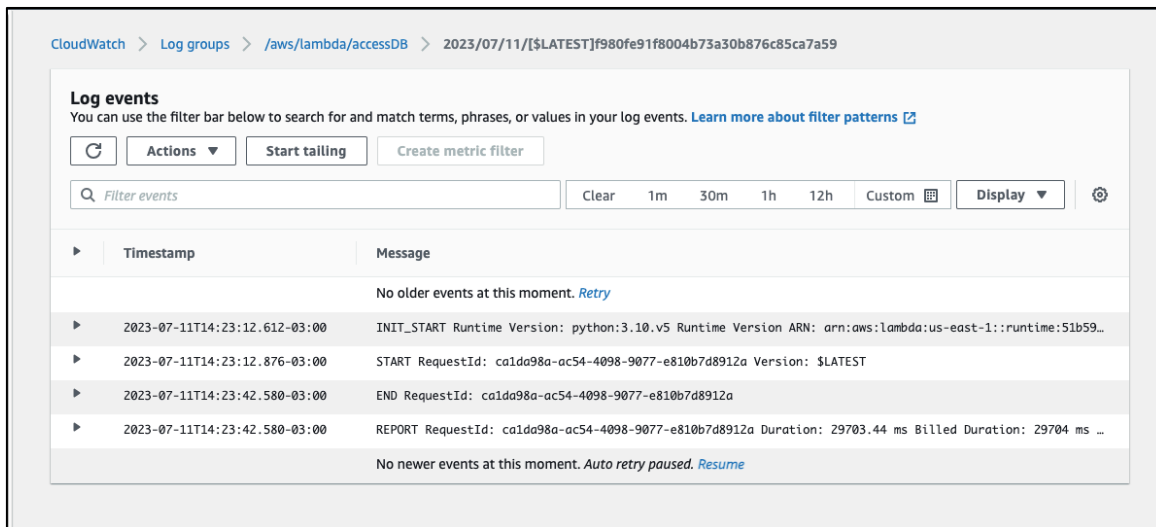 CloudWatch > Log groups > /aws/lambda/accessDB > 2023/07/11/[$LATEST]f980fe91f8004b73a30b876c85ca7a59
Log events
You can use the filter bar below to search for and match terms, phrases, or values in your log events. Learn more about filter patterns
Actions ▼ Start tailing Create metric filter
Filter events Clear 1m 30m 1h 12h Custom Display ▼
Timestamp Message
No older events at this moment. Retry
2023-07-11T14:23:12.612-03:00 INIT_START Runtime Version: python:3.10.v5 Runtime Version ARN: arn:aws:lambda:us-east-1::runtime:51b59…
2023-07-11T14:23:12.876-03:00 START RequestId: ca1da98a-ac54-4098-9077-e810b7d8912a Version: $LATEST
2023-07-11T14:23:42.580-03:00 END RequestId: ca1da98a-ac54-4098-9077-e810b7d8912a
2023-07-11T14:23:42.580-03:00 REPORT RequestId: ca1da98a-ac54-4098-9077-e810b7d8912a Duration: 29703.44 ms Billed Duration: 29704 ms …
No newer events at this moment. Auto retry paused. Resume